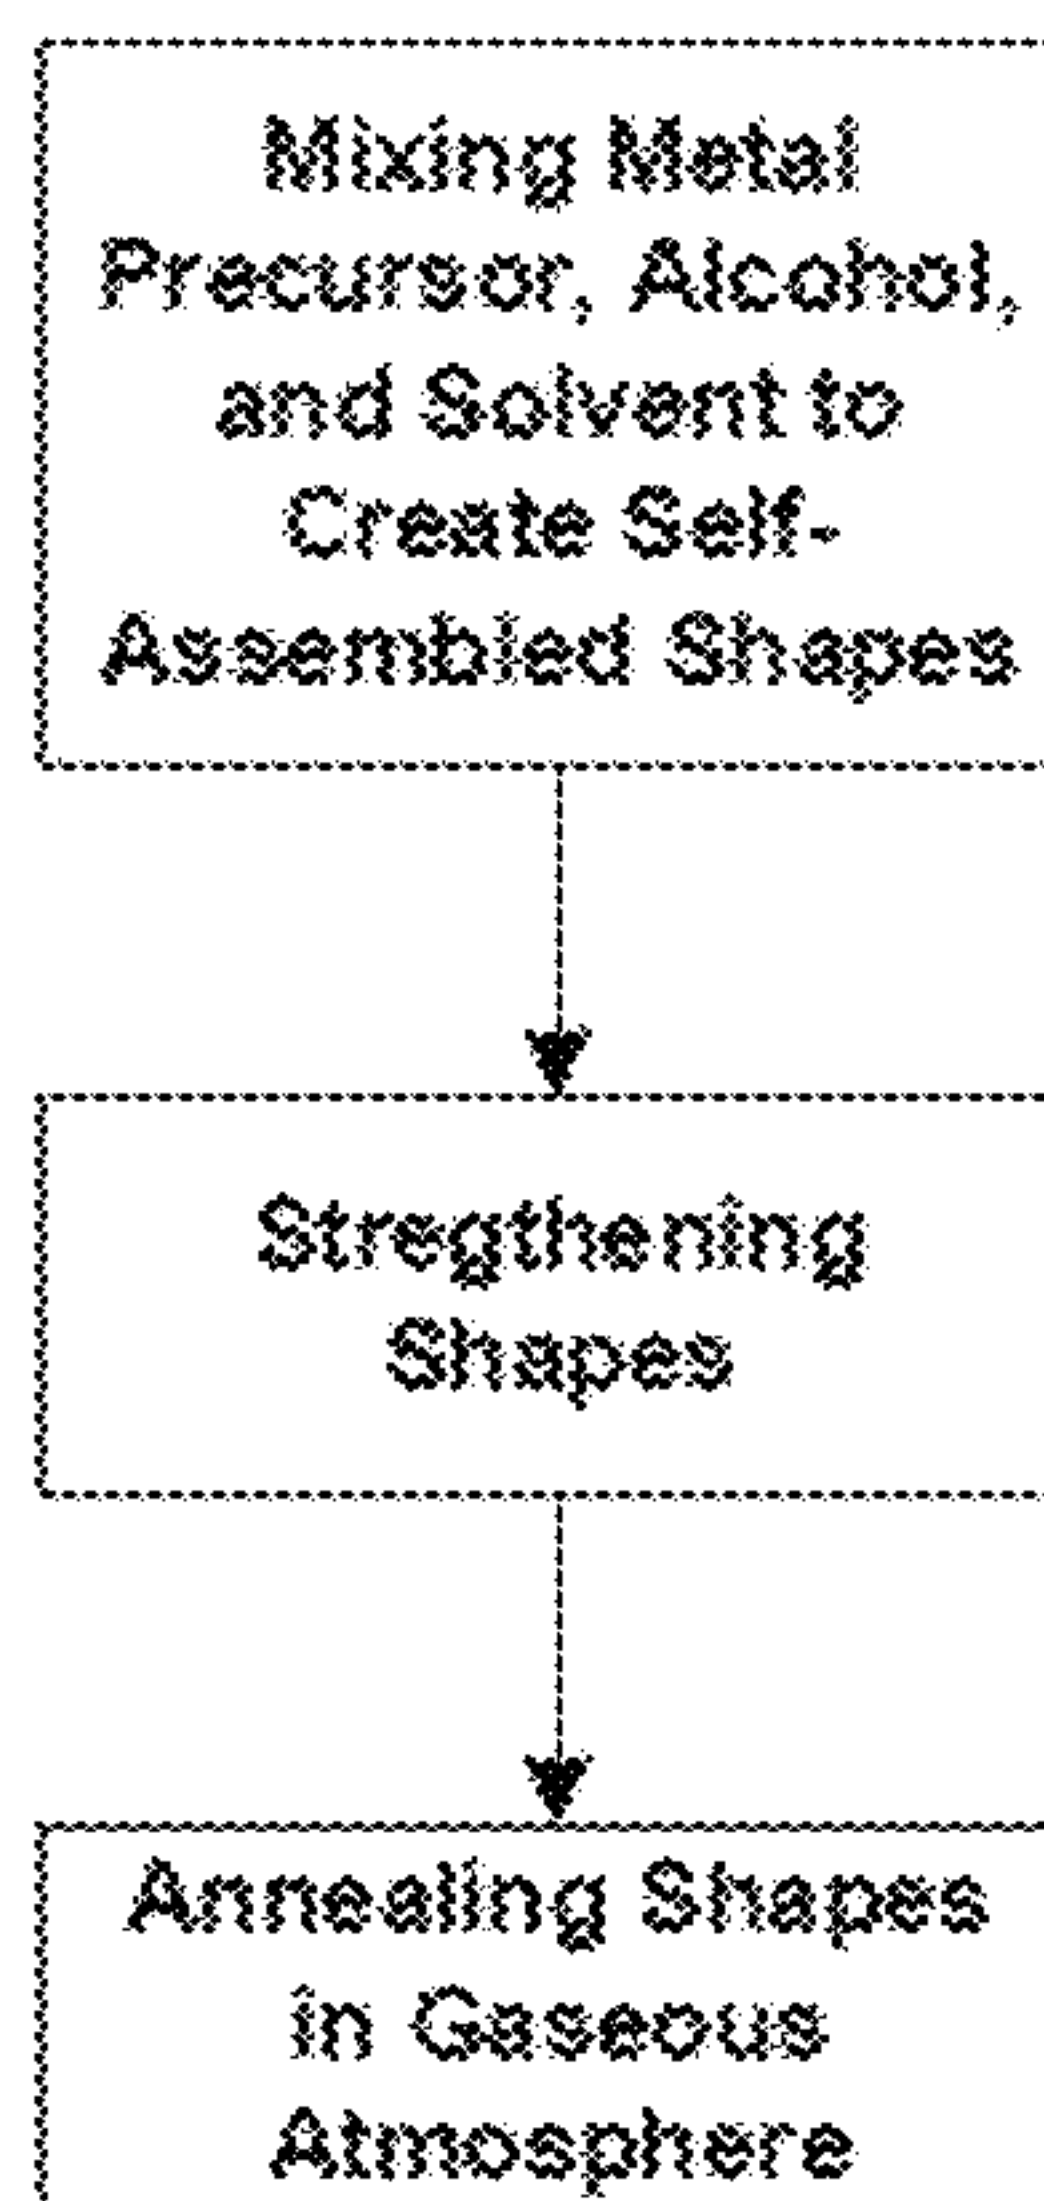 Mixing Metal
Precursor, Alcohol,
and Solvent to
Create Self-
Assembled Shapes
Stregthening
Shapes
Annealing Shapes
in Gaseous
Atmosphere